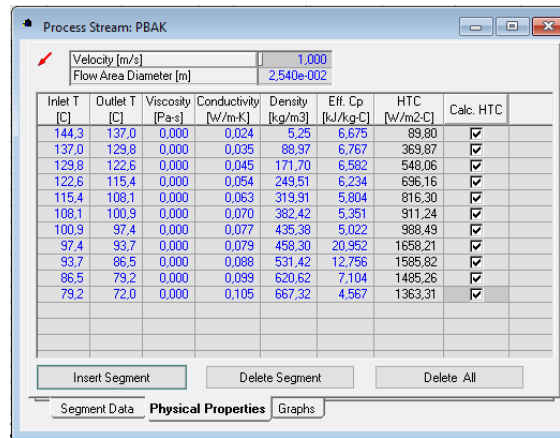 Process Stream: PBAK
Velocity [m/s] 1,000
Flow Area Diameter [m] 2,540e-002
Inlet T [C] Outlet T [C] Viscosity [Pa-s] Conductivity [W/m-K] Density [kg/m3] Eff. Cp [kJ/kg-C] HTC [W/m2-C] Calc. HTC
144,3 137,0 0,000 0,024 5,25 6,675 89,80
137,0 129,8 0,000 0,035 88,97 6,767 369,87
129,8 122,6 0,000 0,045 171,70 6,582 548,06
122,6 115,4 0,000 0,054 249,51 6,234 696,16
115,4 108,1 0,000 0,063 319,91 5,804 816,30
108,1 100,9 0,000 0,070 382,42 5,351 911,24
100,9 97,4 0,000 0,077 435,38 5,022 988,49
97,4 93,7 0,000 0,079 458,30 20,952 1658,21
93,7 86,5 0,000 0,088 531,42 12,756 1585,82
86,5 79,2 0,000 0,099 620,62 7,104 1485,26
79,2 72,0 0,000 0,105 667,32 4,567 1363,31
Insert Segment Delete Segment Delete All
Segment Data Physical Properties Graphs